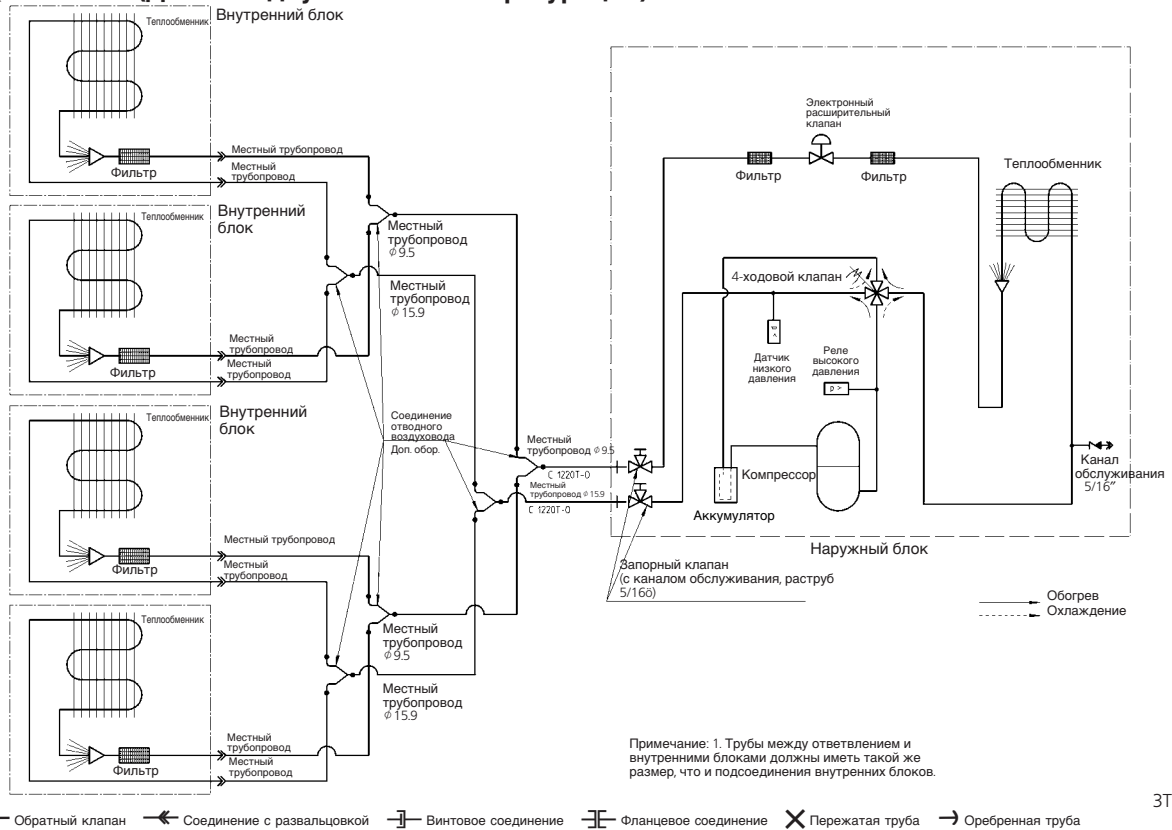 Теплообменник
Внутренний блок
Местный трубопровод
Местный
трубопровод
Фильтр
Теплообменник
Внутренний
блок
Местный
трубопровод
ϕ 9.5
Местный
трубопровод
ϕ 15.9
Местный
трубопровод
Местный
трубопровод
Фильтр
Теплообменник
Внутренний
блок
Соединение
отводного
воздуховода
Доп. обор.
Местный
трубопровод ϕ 9.5
C 1220T-O
Местный
трубопровод ϕ 15.9
C 1220T-O
Местный трубопровод
Местный
трубопровод
Фильтр
Теплообменник
Местный
трубопровод
ϕ 9.5
Местный
трубопровод
ϕ 15.9
Местный
трубопровод
Местный
трубопровод
Фильтр
Электронный
расширительный
клапан
Фильтр
Фильтр
Теплообменник
4-ходовой клапан
Датчик
низкого
давления
Реле
высокого
давления
p >
Компрессор
Аккумулятор
Канал
обслуживания
5/16″
Наружный блок
Запорный клапан
(с каналом обслуживания, раструб
5/16ö)
Обогрев
Охлаждение
Примечание: 1. Трубы между ответвлением и
внутренними блоками должны иметь такой же
размер, что и подсоединения внутренних блоков.
3T
Обратный клапан Соединение с развальцовкой Винтовое соединение Фланцевое соединение Пережатая труба Оребренная труба